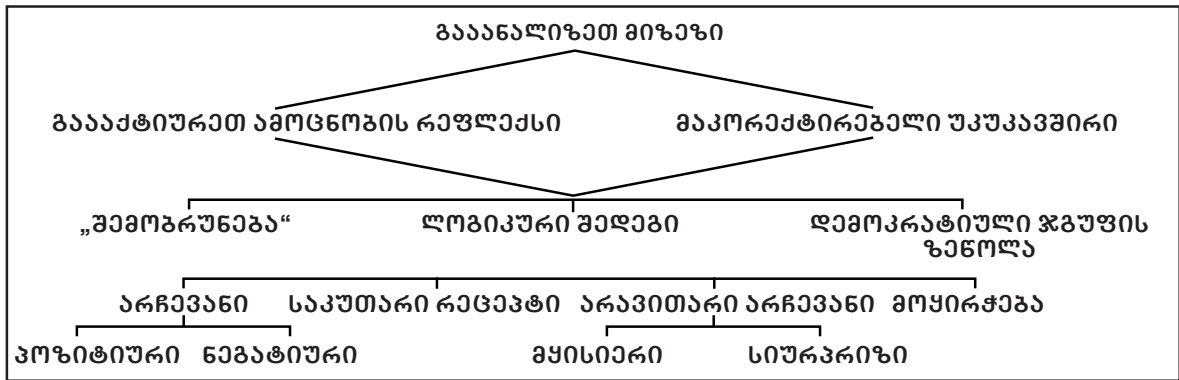 გააანალიზეთ მიზეზი
გაააქტიურეთ ამოცნობის რეფლექსი
მაკორექტირებელი უკუკავშირი
„შემობრუნება“
ლოგიკური შედეგი
დემოკრატიული ჯგუფის
ზეწოლა
არჩევანი
საკუთარი რეცეპტი
არავითარი არჩევანი
მოყირჭება
პოზიტიური
ნეგატიური
მყისიერი
სიურპრიზი